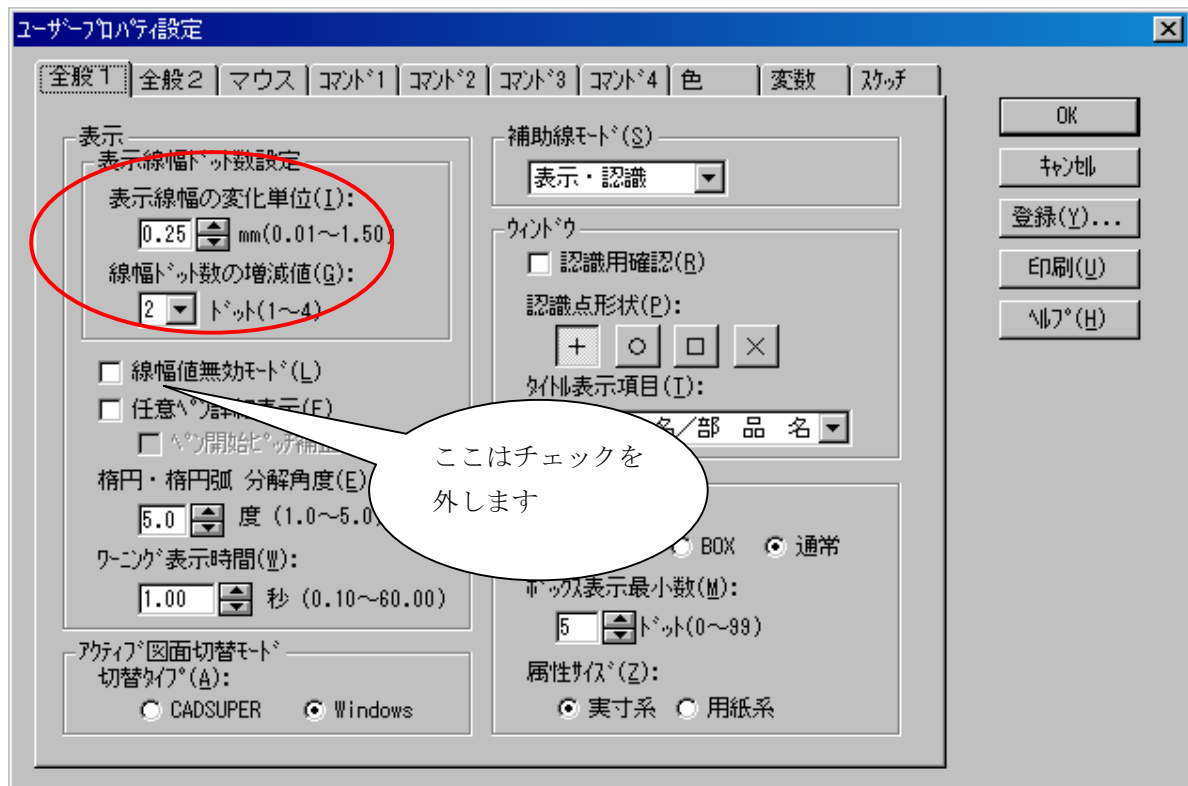 ﾕｰｻﾞｰﾌﾟﾛﾊﾟﾃｨ設定
全般1 全般2 マウス ｺﾏﾝﾄﾞ1 ｺﾏﾝﾄﾞ2 ｺﾏﾝﾄﾞ3 ｺﾏﾝﾄﾞ4 色 変数 ｽｹｯﾁ
表示
表示線幅ﾄﾞｯﾄ数設定
表示線幅の変化単位(I):
0.25 mm(0.01～1.50)
線幅ﾄﾞｯﾄ数の増減値(G):
2 ﾄﾞｯﾄ(1～4)
線幅値無効ﾓｰﾄﾞ(L)
任意ﾍﾟﾝ詳細表示(F)
ﾍﾟﾝ開始ﾋﾟｯﾁ補正
楕円・楕円弧 分解角度(E)
5.0 度 (1.0～5.0)
ﾜｰﾆﾝｸﾞ表示時間(W):
1.00 秒 (0.10～60.00)
ｱｸﾃｨﾌﾞ図面切替ﾓｰﾄﾞ
切替ﾀｲﾌﾟ(A):
CADSUPER Windows
補助線ﾓｰﾄﾞ(S)
表示・認識
ｳｨﾝﾄﾞｳ
認識用確認(R)
認識点形状(P):
+ ○ □ ×
ﾀｲﾄﾙ表示項目(T):
名／部 品 名
ここはチェックを
外します
BOX 通常
ﾎﾞｯｸｽ表示最小数(M):
5 ﾄﾞｯﾄ(0～99)
属性ｻｲｽﾞ(Z):
実寸系 用紙系
OK
ｷｬﾝｾﾙ
登録(Y)...
印刷(U)
ﾍﾙﾌﾟ(H)